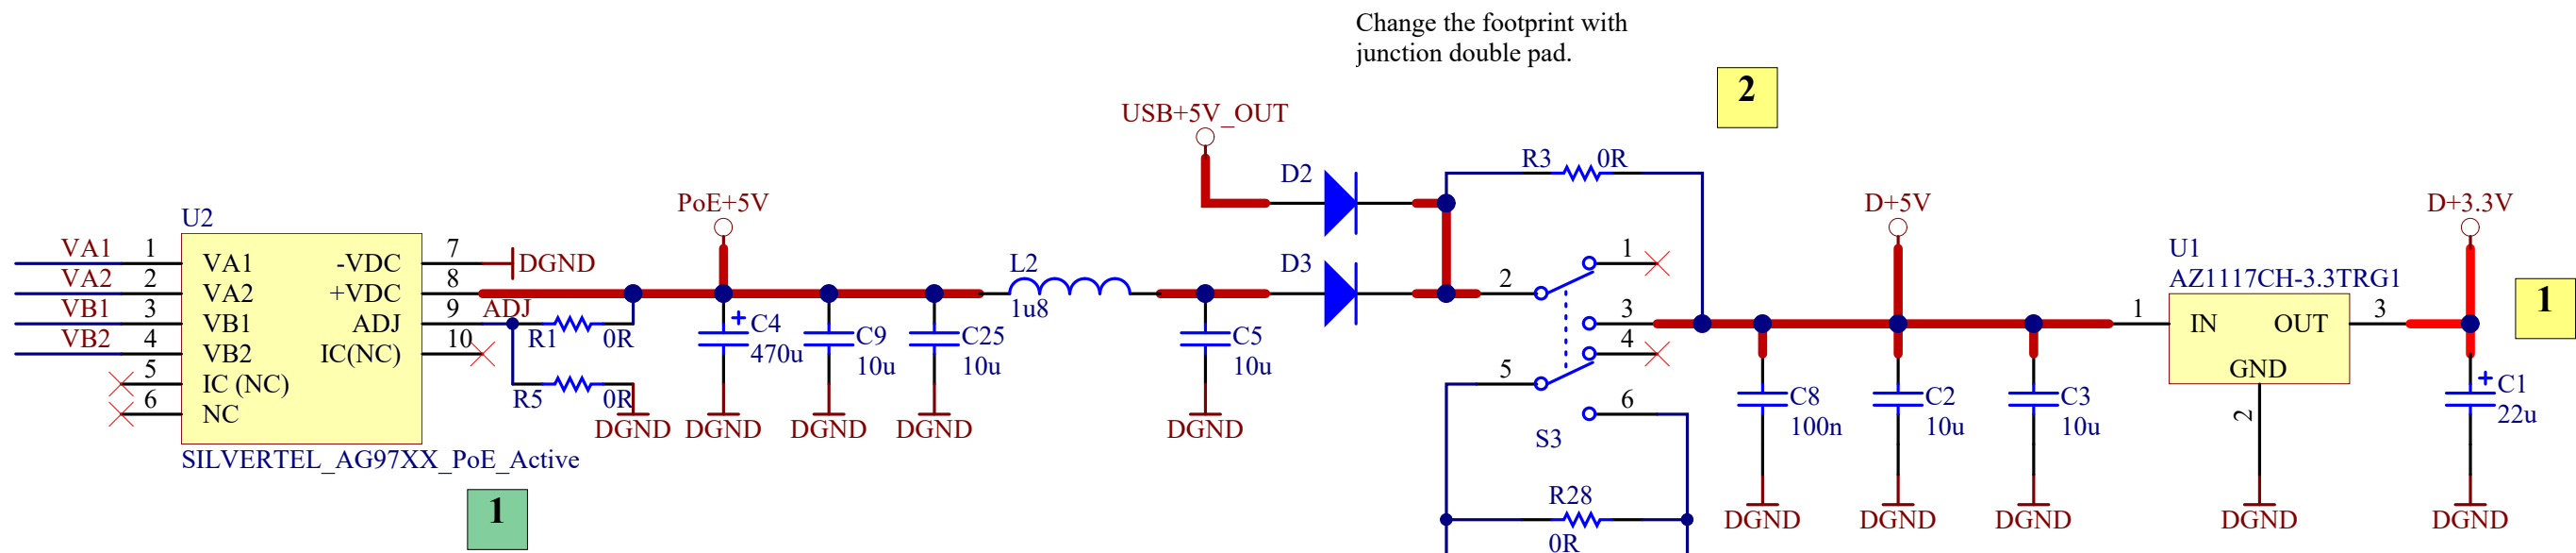 Change the footprint with
junction double pad.
2
USB+5V_OUT
D2
R3 0R
PoE+5V
D+5V
D+3.3V
U2
VA1 1 VA1 -VDC 7 DGND
VA2 2 VA2 +VDC 8
VB1 3 VB1 ADJ 9 ADJ
VB2 4 VB2 IC(NC) 10
5 IC (NC)
6 NC
SILVERTEL_AG97XX_PoE_Active
1
R1 0R
R5 0R
DGND
C4
470u
DGND
C9
10u
DGND
C25
10u
DGND
L2
1u8
C5
10u
DGND
D3
2
1
3
4
5
6
S3
R28
0R
C8
100n
DGND
C2
10u
DGND
C3
10u
DGND
U1
AZ1117CH-3.3TRG1
1 IN OUT 3
GND
2
DGND
1
C1
22u
DGND